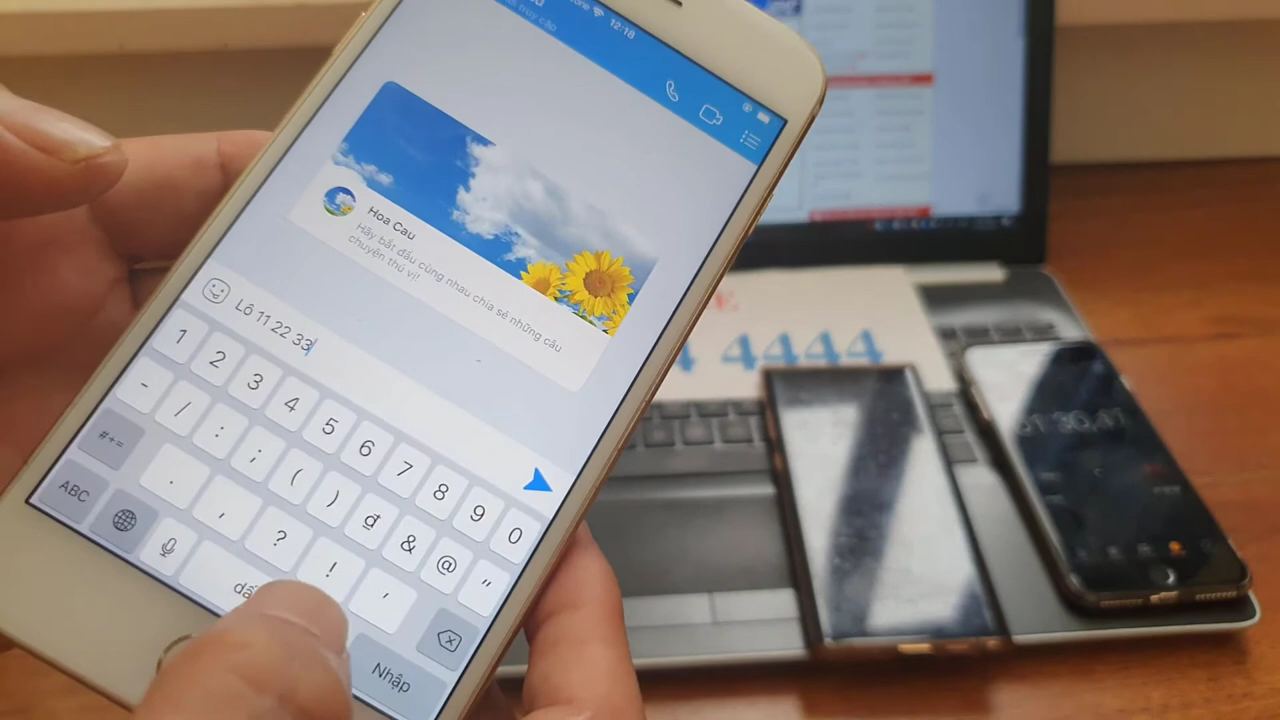 12:18
Hoa Cau
Hãy bắt đầu cùng nhau chia sẻ những câu
chuyện thú vị!
Lô 11 22 33
1 2 3 4 5 6 7 8 9 0
- / : ; ( ) đ & @ "
#+= . , ? ! '
ABC
Nhập
4444